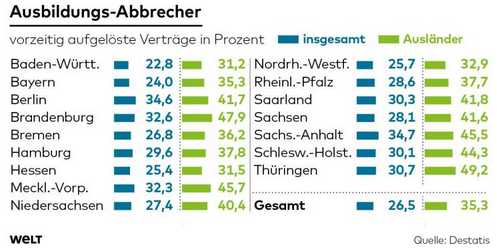 Ausbildungs-Abbrecher
vorzeitig aufgelöste Verträge in Prozent insgesamt Ausländer
Baden-Württ. 22,8 31,2
Bayern 24,0 35,3
Berlin 34,6 41,7
Brandenburg 32,6 47,9
Bremen 26,8 36,2
Hamburg 29,6 37,8
Hessen 25,4 31,5
Meckl.-Vorp. 32,3 45,7
Niedersachsen 27,4 40,4
Nordrh.-Westf. 25,7 32,9
Rheinl.-Pfalz 28,6 37,7
Saarland 30,3 41,8
Sachsen 28,1 41,6
Sachs.-Anhalt 34,7 45,5
Schlesw.-Holst. 30,1 44,3
Thüringen 30,7 49,2
Gesamt 26,5 35,3
WELT Quelle: Destatis